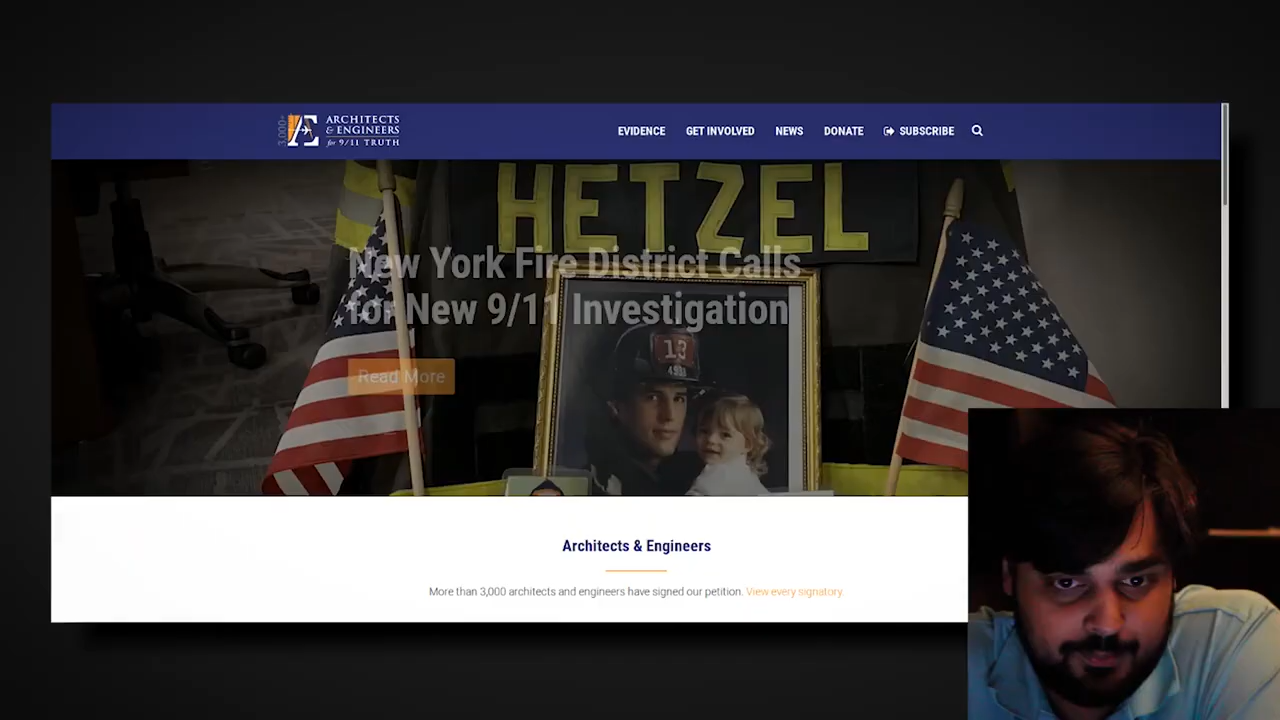 3,000+
ARCHITECTS
& ENGINEERS
for 9/11 TRUTH
EVIDENCE
GET INVOLVED
NEWS
DONATE
SUBSCRIBE
HETZEL
New York Fire District Calls
for New 9/11 Investigation
13
Read More
Architects & Engineers
More than 3,000 architects and engineers have signed our petition. View every signatory.